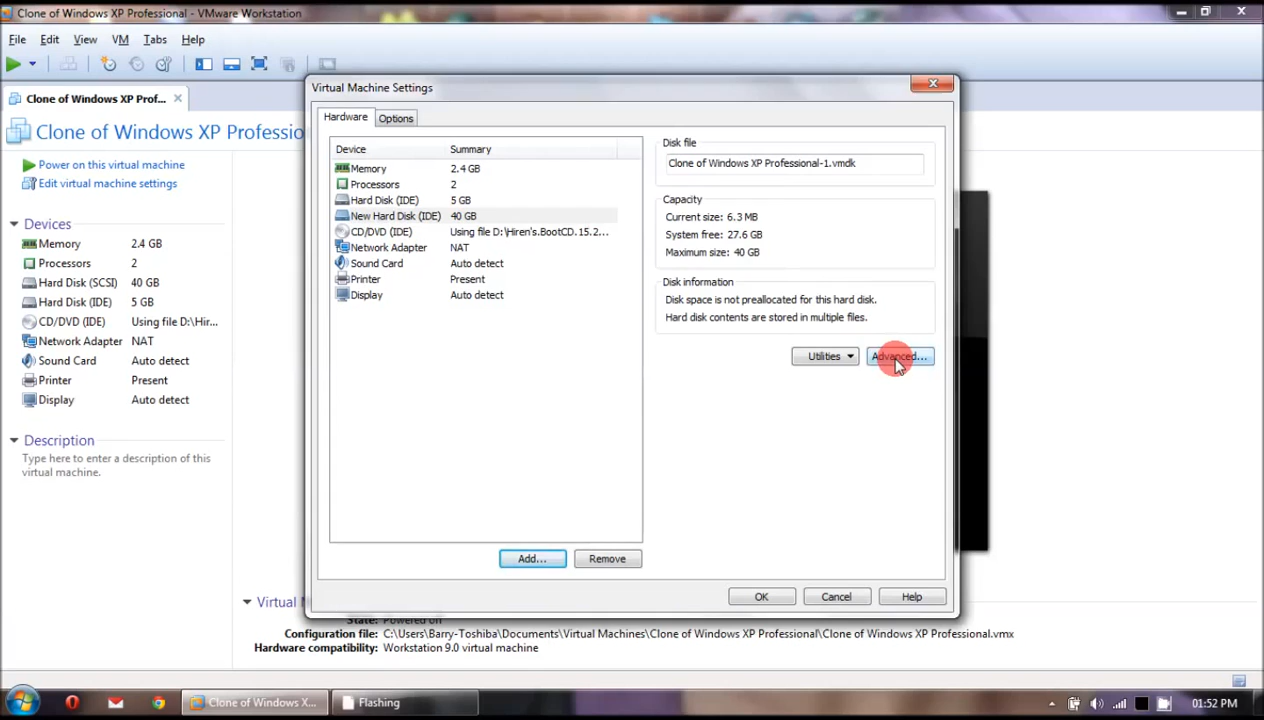 Clone of Windows XP Professional - VMware Workstation
File Edit View VM Tabs Help
Clone of Windows XP Prof...
Clone of Windows XP Professio
Power on this virtual machine
Edit virtual machine settings
Devices
Memory 2.4 GB
Processors 2
Hard Disk (SCSI) 40 GB
Hard Disk (IDE) 5 GB
CD/DVD (IDE) Using file D:\Hir...
Network Adapter NAT
Sound Card Auto detect
Printer Present
Display Auto detect
Description
Type here to enter a description of this
virtual machine.
Virtual Machine Settings
Hardware Options
Device Summary
Memory 2.4 GB
Processors 2
Hard Disk (IDE) 5 GB
New Hard Disk (IDE) 40 GB
CD/DVD (IDE) Using file D:\Hiren's.BootCD.15.2...
Network Adapter NAT
Sound Card Auto detect
Printer Present
Display Auto detect
Add... Remove
Disk file
Clone of Windows XP Professional-1.vmdk
Capacity
Current size: 6.3 MB
System free: 27.6 GB
Maximum size: 40 GB
Disk information
Disk space is not preallocated for this hard disk.
Hard disk contents are stored in multiple files.
Utilities Advanced...
OK Cancel Help
Virtual M
State: Powered off
Configuration file: C:\Users\Barry-Toshiba\Documents\Virtual Machines\Clone of Windows XP Professional\Clone of Windows XP Professional.vmx
Hardware compatibility: Workstation 9.0 virtual machine
Clone of Windows X... Flashing 01:52 PM